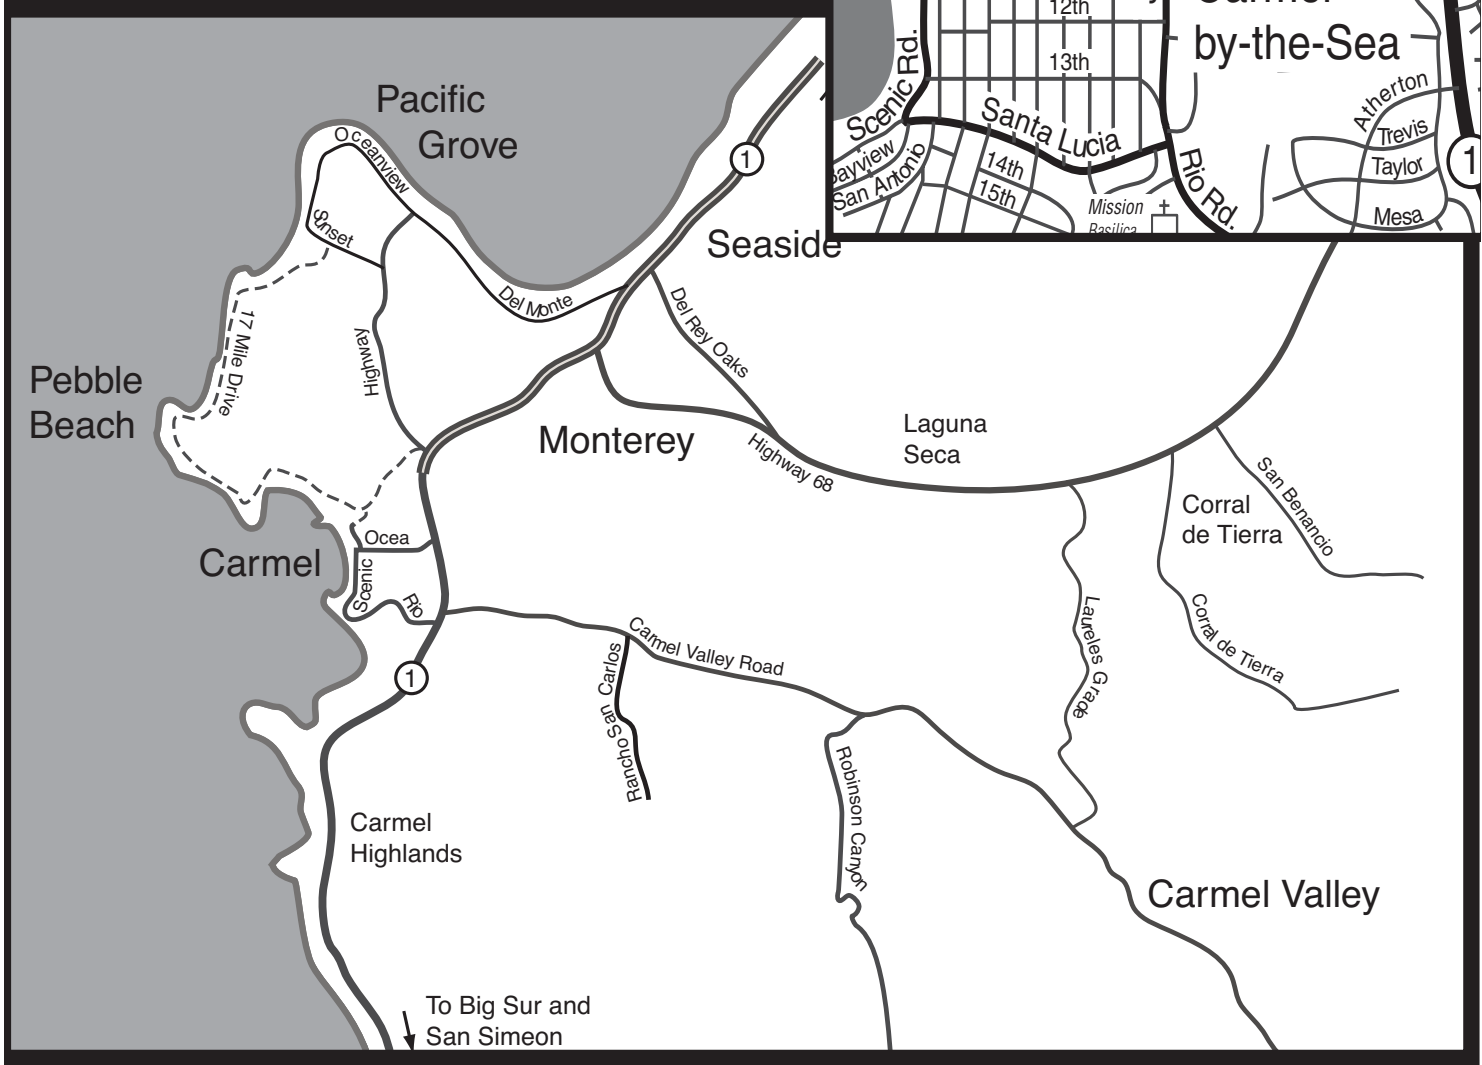 12th
by-the-Sea
13th
Scenic Rd.
Santa Lucia
Atherton
Trevis
Taylor
Mesa
1
San Antonio
14th
15th
Mission
Basilica
Rio Rd.
Pacific
Grove
Oceanview
Sunset
1
Seaside
Del Monte
Del Rey Oaks
17 Mile Drive
Highway
Pebble
Beach
Monterey
Highway 68
Laguna
Seca
San Benancio
Corral
de Tierra
Ocea
Carmel
Scenic
Rio
Laureles Grade
Corral de Tierra
Carmel Valley Road
Rancho San Carlos
1
Robinson Canyon
Carmel
Highlands
Carmel Valley
To Big Sur and
San Simeon